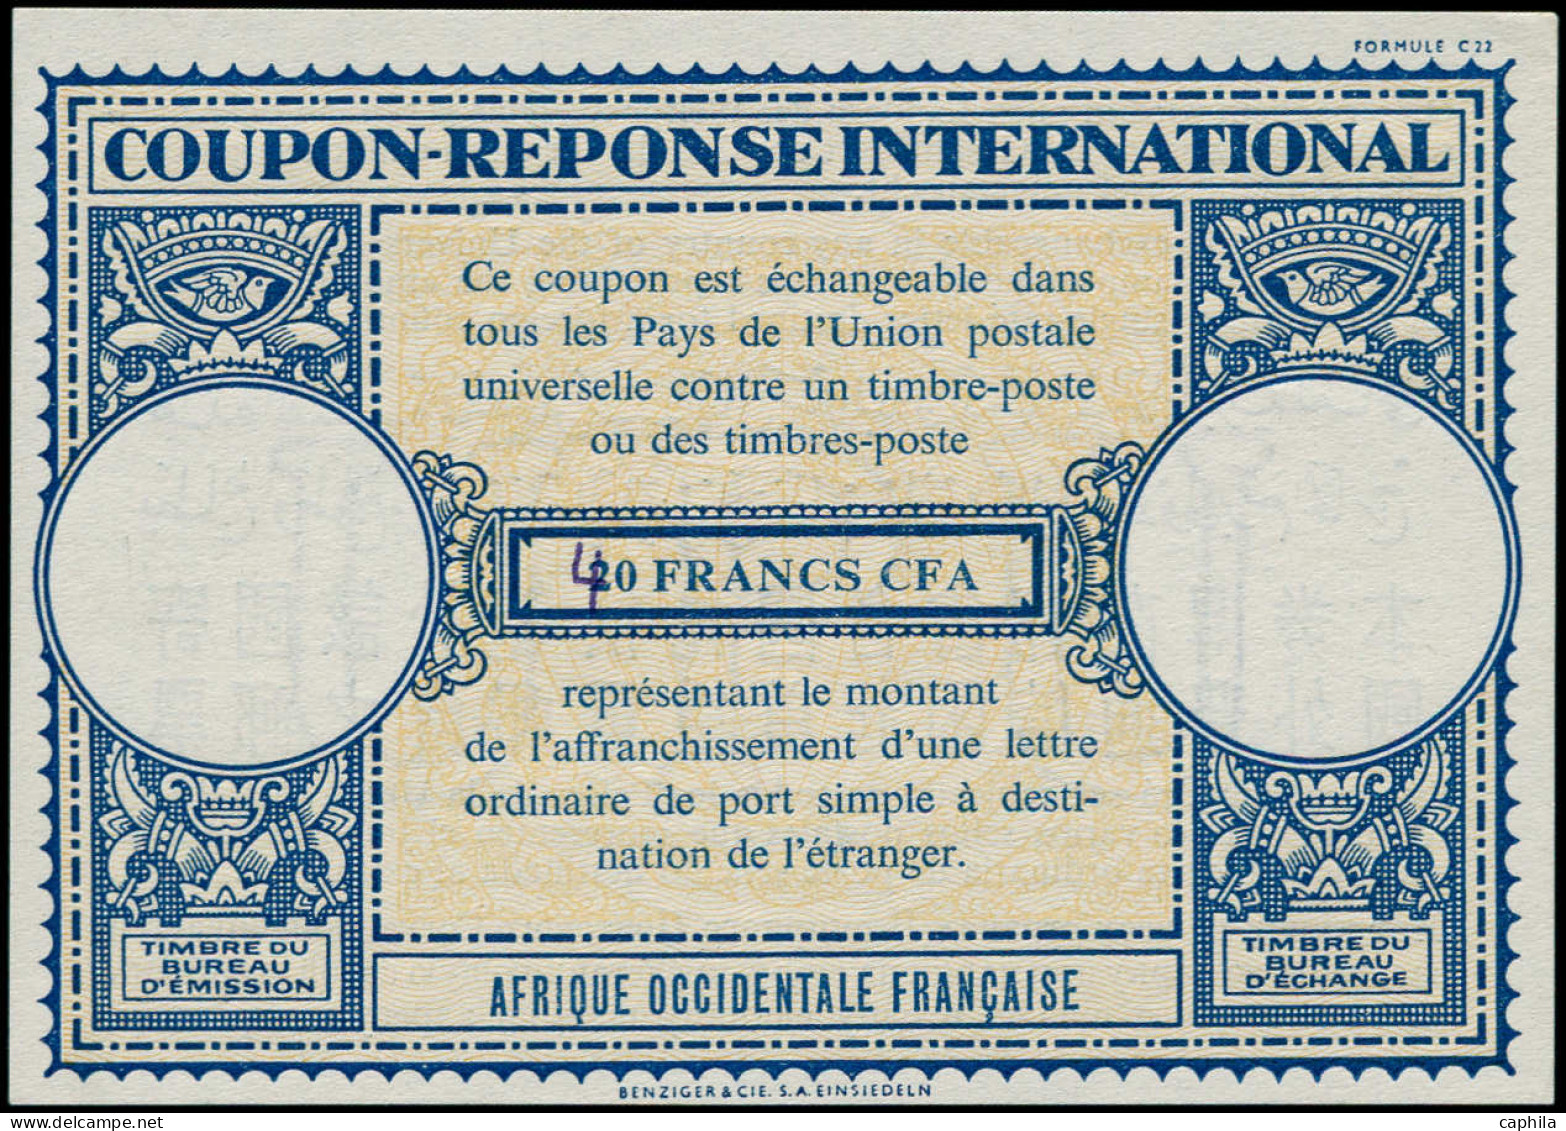 FORMULE C 22
COUPON-REPONSE INTERNATIONAL
Ce coupon est échangeable dans
tous les Pays de l'Union postale
universelle contre un timbre-poste
ou des timbres-poste
4
20 FRANCS CFA
représentant le montant
de l'affranchissement d'une lettre
ordinaire de port simple à desti-
nation de l'étranger.
TIMBRE DU
BUREAU
D'ÉMISSION
TIMBRE DU
BUREAU
D'ÉCHANGE
AFRIQUE OCCIDENTALE FRANÇAISE
BENZIGER & CIE. S.A. EINSIEDELN
caphila